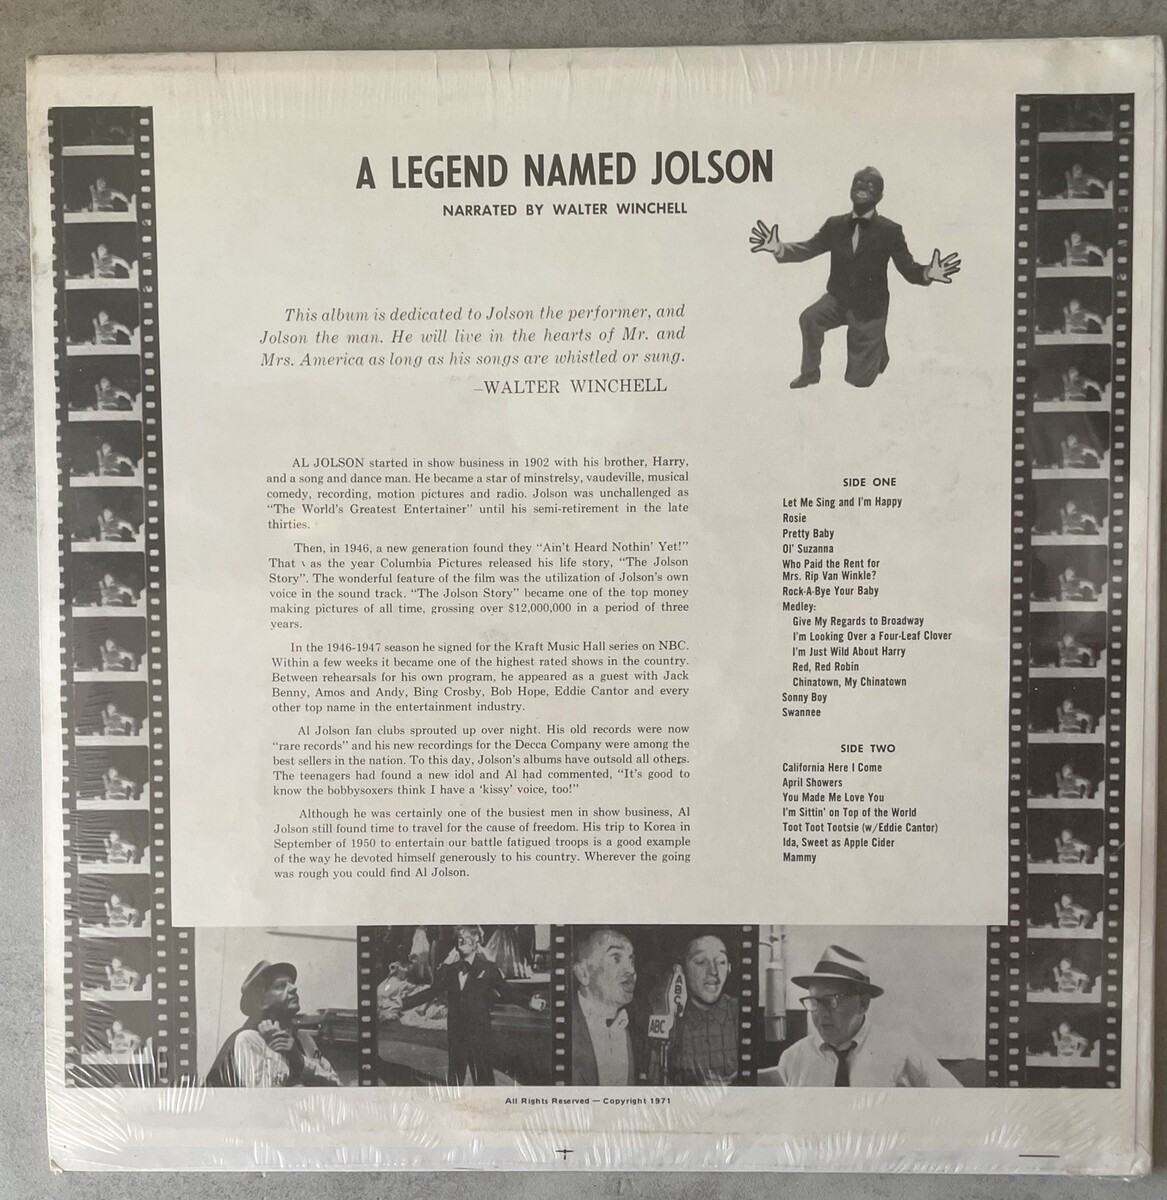 A LEGEND NAMED JOLSON
NARRATED BY WALTER WINCHELL
This album is dedicated to Jolson the performer, and
Jolson the man. He will live in the hearts of Mr. and
Mrs. America as long as his songs are whistled or sung.
–WALTER WINCHELL
AL JOLSON started in show business in 1902 with his brother, Harry,
and a song and dance man. He became a star of minstrelsy, vaudeville, musical
comedy, recording, motion pictures and radio. Jolson was unchallenged as
“The World's Greatest Entertainer” until his semi-retirement in the late
thirties.
Then, in 1946, a new generation found they “Ain't Heard Nothin' Yet!”
That as the year Columbia Pictures released his life story, “The Jolson
Story”. The wonderful feature of the film was the utilization of Jolson's own
voice in the sound track. “The Jolson Story” became one of the top money
making pictures of all time, grossing over $12,000,000 in a period of three
years.
In the 1946-1947 season he signed for the Kraft Music Hall series on NBC.
Within a few weeks it became one of the highest rated shows in the country.
Between rehearsals for his own program, he appeared as a guest with Jack
Benny, Amos and Andy, Bing Crosby, Bob Hope, Eddie Cantor and every
other top name in the entertainment industry.
Al Jolson fan clubs sprouted up over night. His old records were now
“rare records” and his new recordings for the Decca Company were among the
best sellers in the nation. To this day, Jolson's albums have outsold all others.
The teenagers had found a new idol and Al had commented, “It's good to
know the bobbysoxers think I have a ‘kissy’ voice, too!”
Although he was certainly one of the busiest men in show business, Al
Jolson still found time to travel for the cause of freedom. His trip to Korea in
September of 1950 to entertain our battle fatigued troops is a good example
of the way he devoted himself generously to his country. Wherever the going
was rough you could find Al Jolson.
SIDE ONE
Let Me Sing and I'm Happy
Rosie
Pretty Baby
Ol' Suzanna
Who Paid the Rent for
Mrs. Rip Van Winkle?
Rock-A-Bye Your Baby
Medley:
Give My Regards to Broadway
I'm Looking Over a Four-Leaf Clover
I'm Just Wild About Harry
Red, Red Robin
Chinatown, My Chinatown
Sonny Boy
Swannee
SIDE TWO
California Here I Come
April Showers
You Made Me Love You
I'm Sittin' on Top of the World
Toot Toot Tootsie (w/Eddie Cantor)
Ida, Sweet as Apple Cider
Mammy
ABC
ABC
All Rights Reserved — Copyright 1971